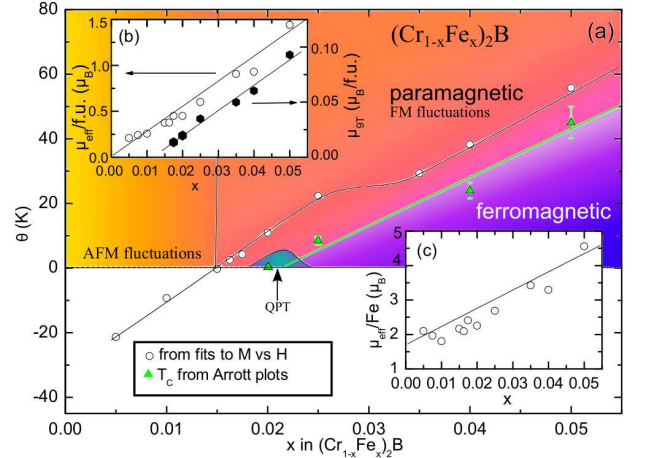 (b)
(Cr1-xFex)2B
(a)
μeff/f.u. (μB)
1.5
1.0
0.5
0.0
0.10
0.05
0.00
μ9T (μB/f.u.)
0.00 0.01 0.02 0.03 0.04 0.05
x
paramagnetic
FM fluctuations
ferromagnetic
AFM fluctuations
QPT
θ (K)
80
60
40
20
0
-20
-40
(c)
μeff/Fe (μB)
5
4
3
2
1
0.00 0.01 0.02 0.03 0.04 0.05
x
from fits to M vs H
TC from Arrott plots
0.00 0.01 0.02 0.03 0.04 0.05
x in (Cr1-xFex)2B